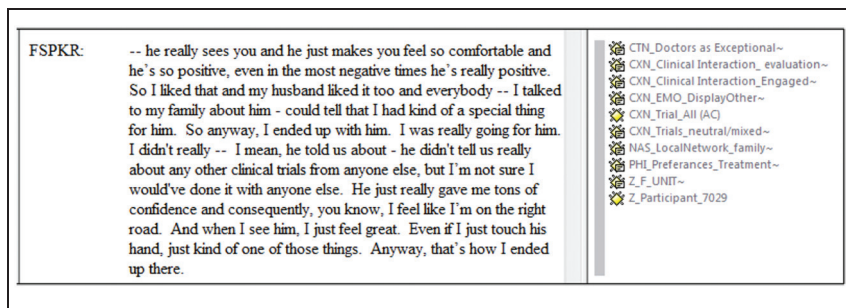 FSPKR: -- he really sees you and he just makes you feel so comfortable and
he's so positive, even in the most negative times he's really positive.
So I liked that and my husband liked it too and everybody -- I talked
to my family about him - could tell that I had kind of a special thing
for him. So anyway, I ended up with him. I was really going for him.
I didn't really -- I mean, he told us about - he didn't tell us really
about any other clinical trials from anyone else, but I'm not sure I
would've done it with anyone else. He just really gave me tons of
confidence and consequently, you know, I feel like I'm on the right
road. And when I see him, I just feel great. Even if I just touch his
hand, just kind of one of those things. Anyway, that's how I ended
up there.
CTN_Doctors as Exceptional~
CXN_Clinical Interaction_ evaluation~
CXN_Clinical Interaction_Engaged~
CXN_EMO_DisplayOther~
CXN_Trial_All (AC)
CXN_Trials_neutral/mixed~
NAS_LocalNetwork_family~
PHI_Preferances_Treatment~
Z_F_UNIT~
Z_Participant_7029